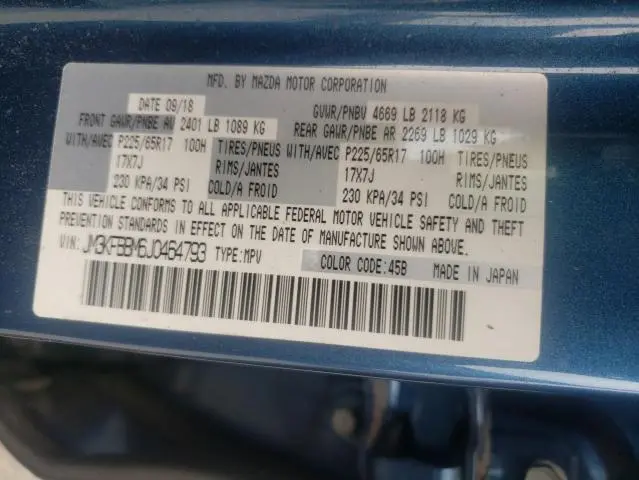 MFD. BY MAZDA MOTOR CORPORATION
DATE 09/18 GVWR/PNBV 4669 LB 2118 KG
FRONT GAWR/PNBE AV 2401 LB 1089 KG REAR GAWR/PNBE AR 2269 LB 1029 KG
WITH/AVEC P225/65R17 100H TIRES/PNEUS WITH/AVEC P225/65R17 100H TIRES/PNEUS
17X7J RIMS/JANTES 17X7J RIMS/JANTES
230 KPA/34 PSI COLD/A FROID 230 KPA/34 PSI COLD/A FROID
THIS VEHICLE CONFORMS TO ALL APPLICABLE FEDERAL MOTOR VEHICLE SAFETY AND THEFT
PREVENTION STANDARDS IN EFFECT ON THE DATE OF MANUFACTURE SHOWN ABOVE.
VIN: JM3KFBBM6J0464793 TYPE:MPV COLOR CODE:45B MADE IN JAPAN